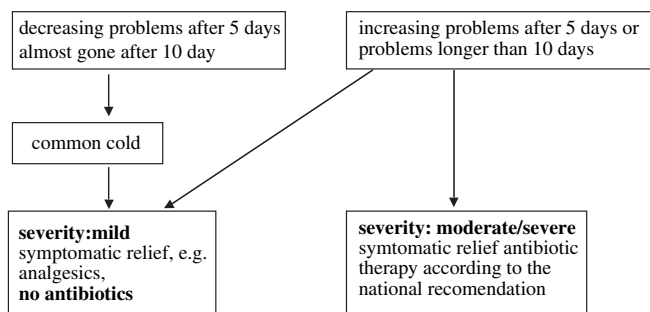 decreasing problems after 5 days
almost gone after 10 day
increasing problems after 5 days or
problems longer than 10 days
common cold
severity:mild
symptomatic relief, e.g.
analgesics,
no antibiotics
severity: moderate/severe
symtomatic relief antibiotic
therapy according to the
national recomendation